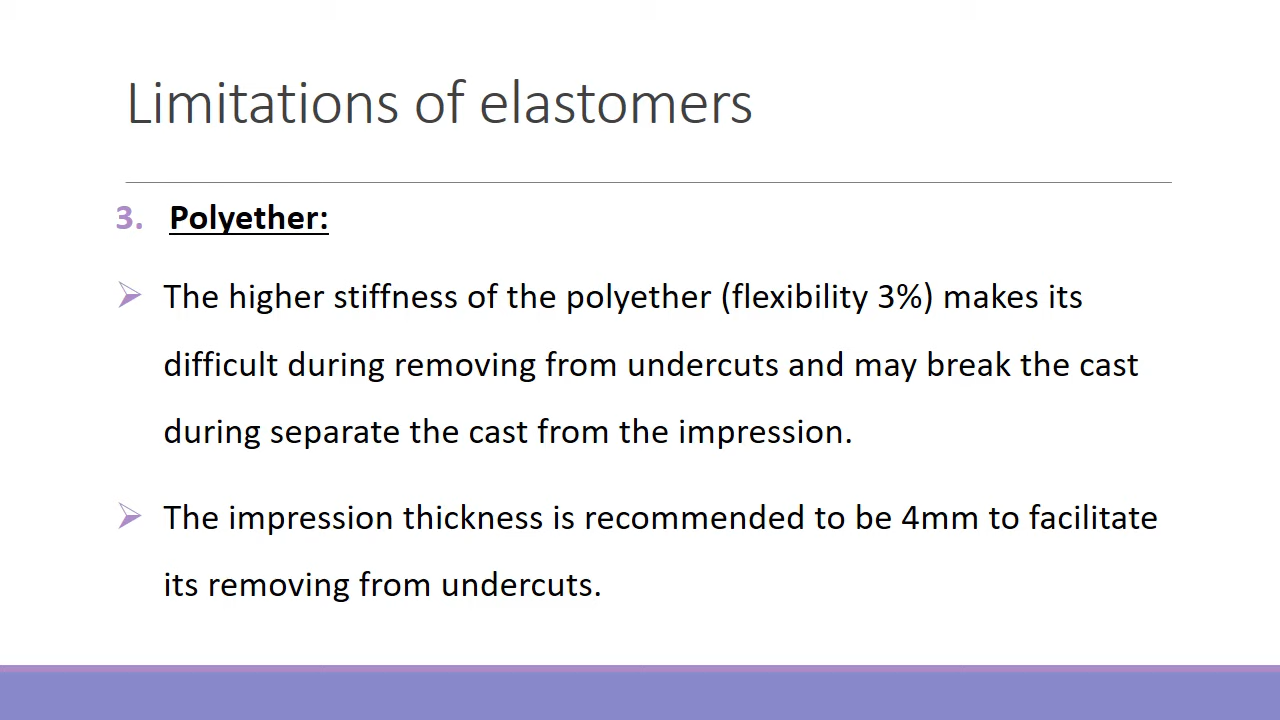 Limitations of elastomers
3. Polyether:
➢ The higher stiffness of the polyether (flexibility 3%) makes its
difficult during removing from undercuts and may break the cast
during separate the cast from the impression.
➢ The impression thickness is recommended to be 4mm to facilitate
its removing from undercuts.